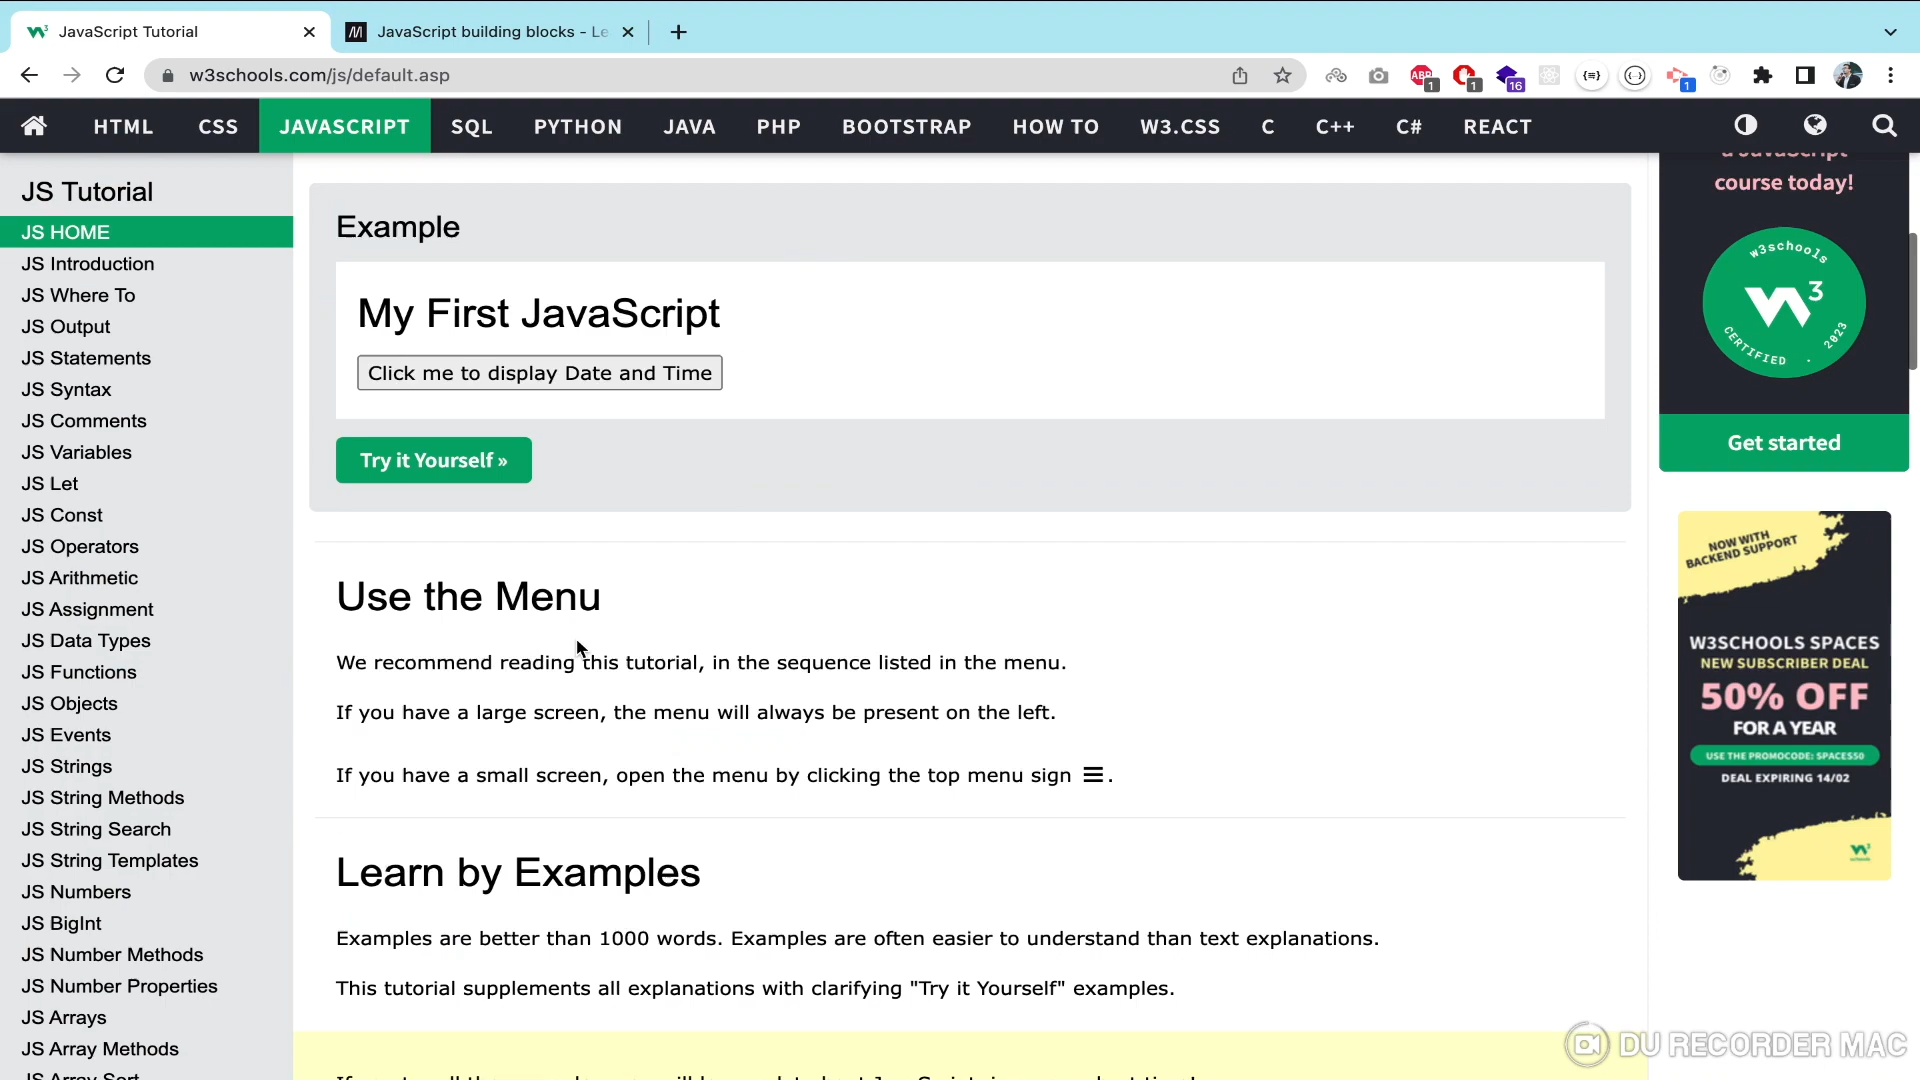 JavaScript Tutorial
JavaScript building blocks - Le
w3schools.com/js/default.asp
ABP 1
1
16
1
HTML CSS JAVASCRIPT SQL PYTHON JAVA PHP BOOTSTRAP HOW TO W3.CSS C C++ C# REACT
JS Tutorial
JS HOME
JS Introduction
JS Where To
JS Output
JS Statements
JS Syntax
JS Comments
JS Variables
JS Let
JS Const
JS Operators
JS Arithmetic
JS Assignment
JS Data Types
JS Functions
JS Objects
JS Events
JS Strings
JS String Methods
JS String Search
JS String Templates
JS Numbers
JS BigInt
JS Number Methods
JS Number Properties
JS Arrays
JS Array Methods
JS Array Sort
Example
My First JavaScript
Click me to display Date and Time
Try it Yourself »
Use the Menu
We recommend reading this tutorial, in the sequence listed in the menu.
If you have a large screen, the menu will always be present on the left.
If you have a small screen, open the menu by clicking the top menu sign ☰.
Learn by Examples
Examples are better than 1000 words. Examples are often easier to understand than text explanations.
This tutorial supplements all explanations with clarifying "Try it Yourself" examples.
a JavaScript
course today!
w3schools
3
CERTIFIED . 2023
Get started
NOW WITH
BACKEND SUPPORT
W3SCHOOLS SPACES
NEW SUBSCRIBER DEAL
50% OFF
FOR A YEAR
USE THE PROMOCODE: SPACES50
DEAL EXPIRING 14/02
DU RECORDER MAC